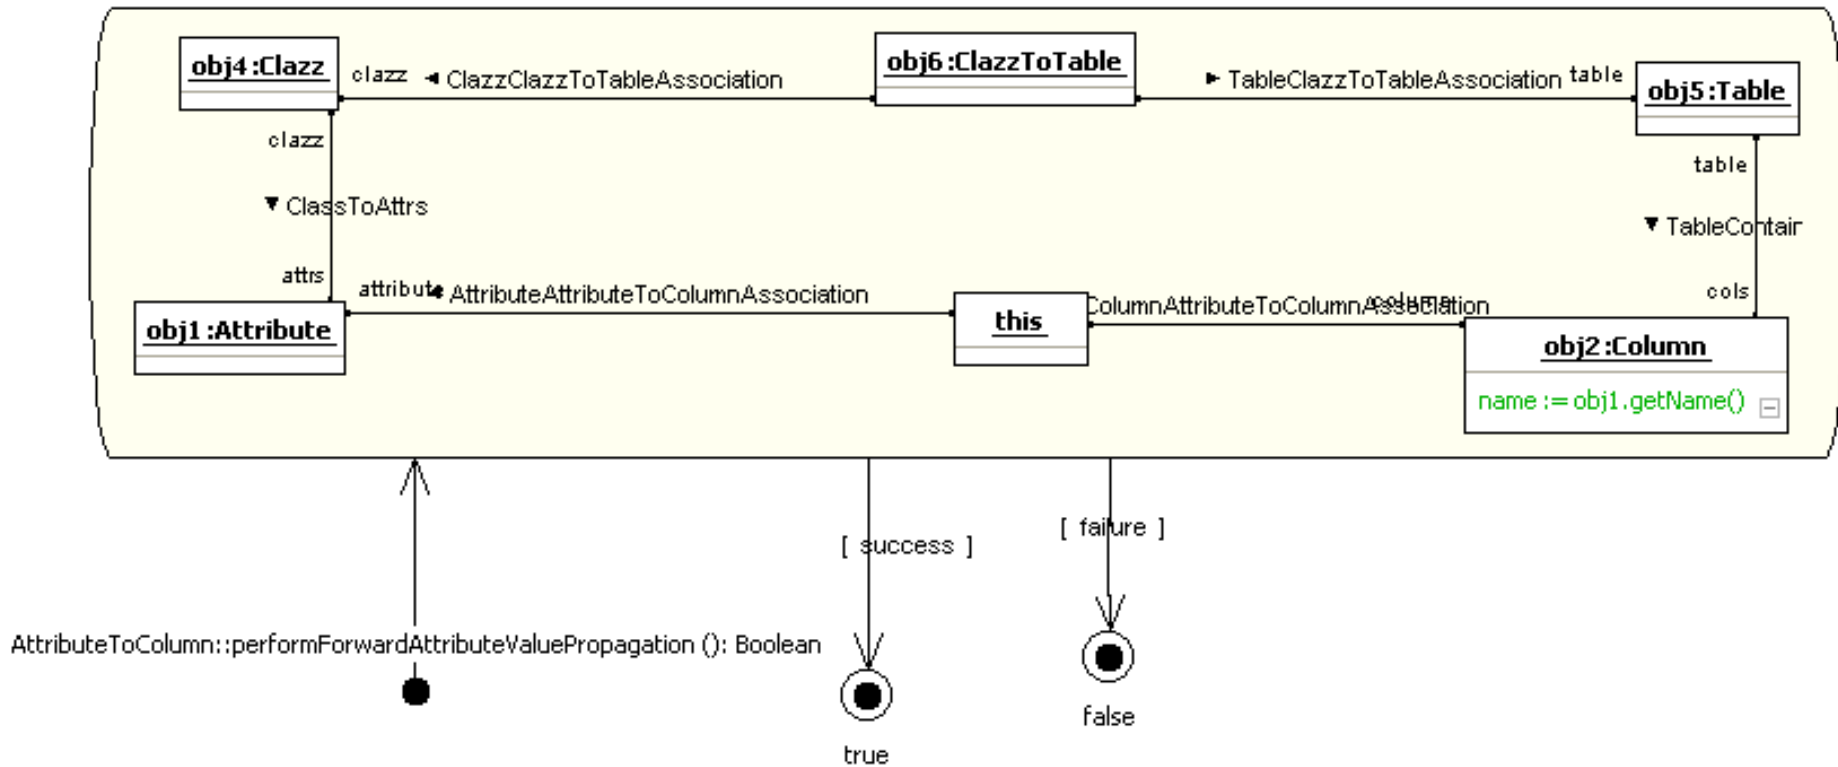 obj4:Clazz
clazz
ClazzClazzToTableAssociation
obj6:ClazzToTable
TableClazzToTableAssociation
table
obj5:Table
clazz
table
ClassToAttrs
TableContain
attrs
cols
attribute
AttributeAttributeToColumnAssociation
this
ColumnAttributeToColumnAssociation
column
obj1:Attribute
obj2:Column
name := obj1.getName()
[ success ]
[ failure ]
AttributeToColumn::performForwardAttributeValuePropagation (): Boolean
false
true